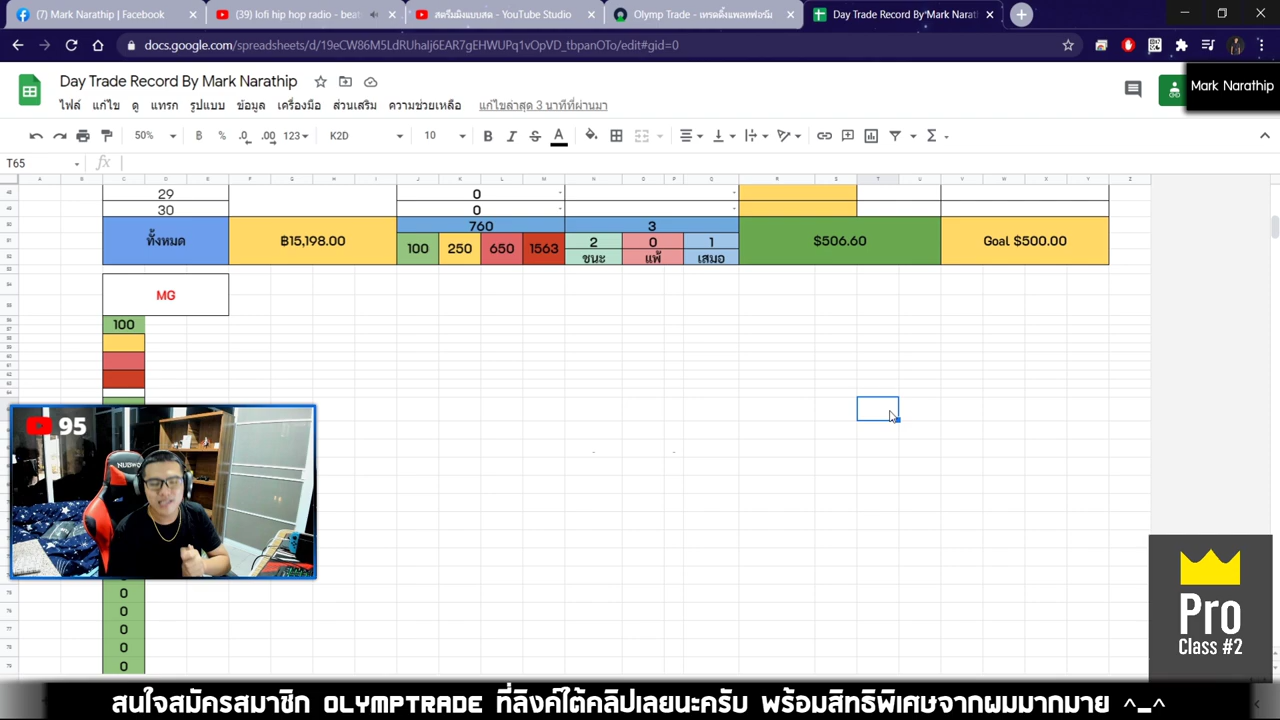 (7) Mark Narathip | Facebook
(39) lofi hip hop radio - beat
สตรีมมิงแบบสด - YouTube Studio
Olymp Trade - เทรดดิ้งแพลทฟอร์ม
Day Trade Record By Mark Narat
docs.google.com/spreadsheets/d/19eCW86M5LdRUhaIj6EAR7gEHWUPq1vOpVD_tbpanOTo/edit#gid=0
Day Trade Record By Mark Narathip
Mark Narathip
ไฟล์ แก้ไข ดู แทรก รูปแบบ ข้อมูล เครื่องมือ ส่วนเสริม ความช่วยเหลือ แก้ไขล่าสุด 3 นาทีที่ผ่านมา
50% ฿ % .0 .00 123 K2D 10 B I S A Σ
T65 fx
29 0
30 0
ทั้งหมด ฿15,198.00 760 3 $506.60 Goal $500.00
100 250 650 1563 2 0 1
ชนะ แพ้ เสมอ
MG
100
95
0
0
0
0
0
Pro
Class #2
สนใจสมัครสมาชิก OLYMPTRADE ที่ลิงค์ใต้คลิปเลยนะครับ พร้อมสิทธิพิเศษจากผมมากมาย ^_^